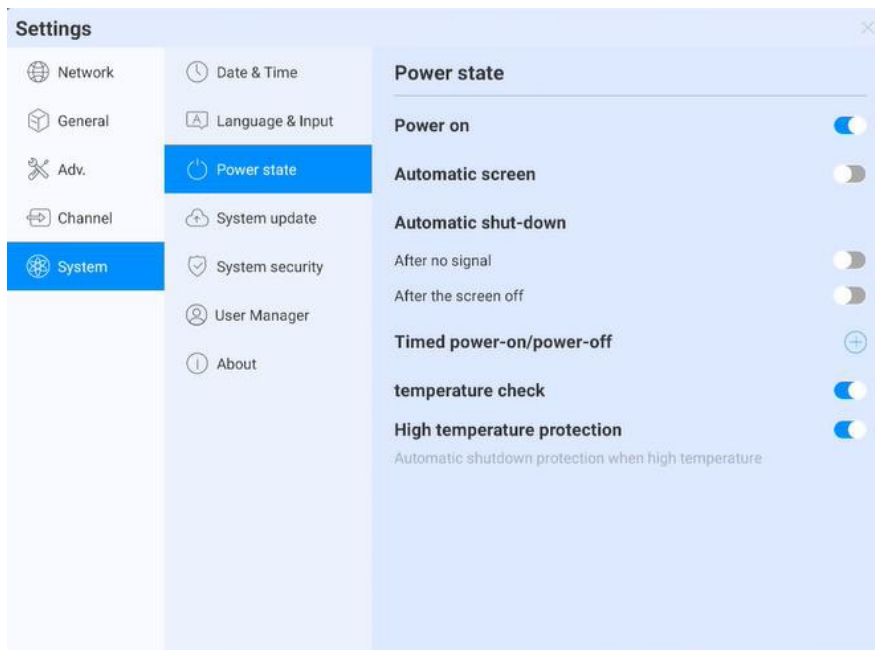 Settings
Network
General
Adv.
Channel
System
Date & Time
Language & Input
Power state
System update
System security
User Manager
About
Power state
Power on
Automatic screen
Automatic shut-down
After no signal
After the screen off
Timed power-on/power-off
temperature check
High temperature protection
Automatic shutdown protection when high temperature